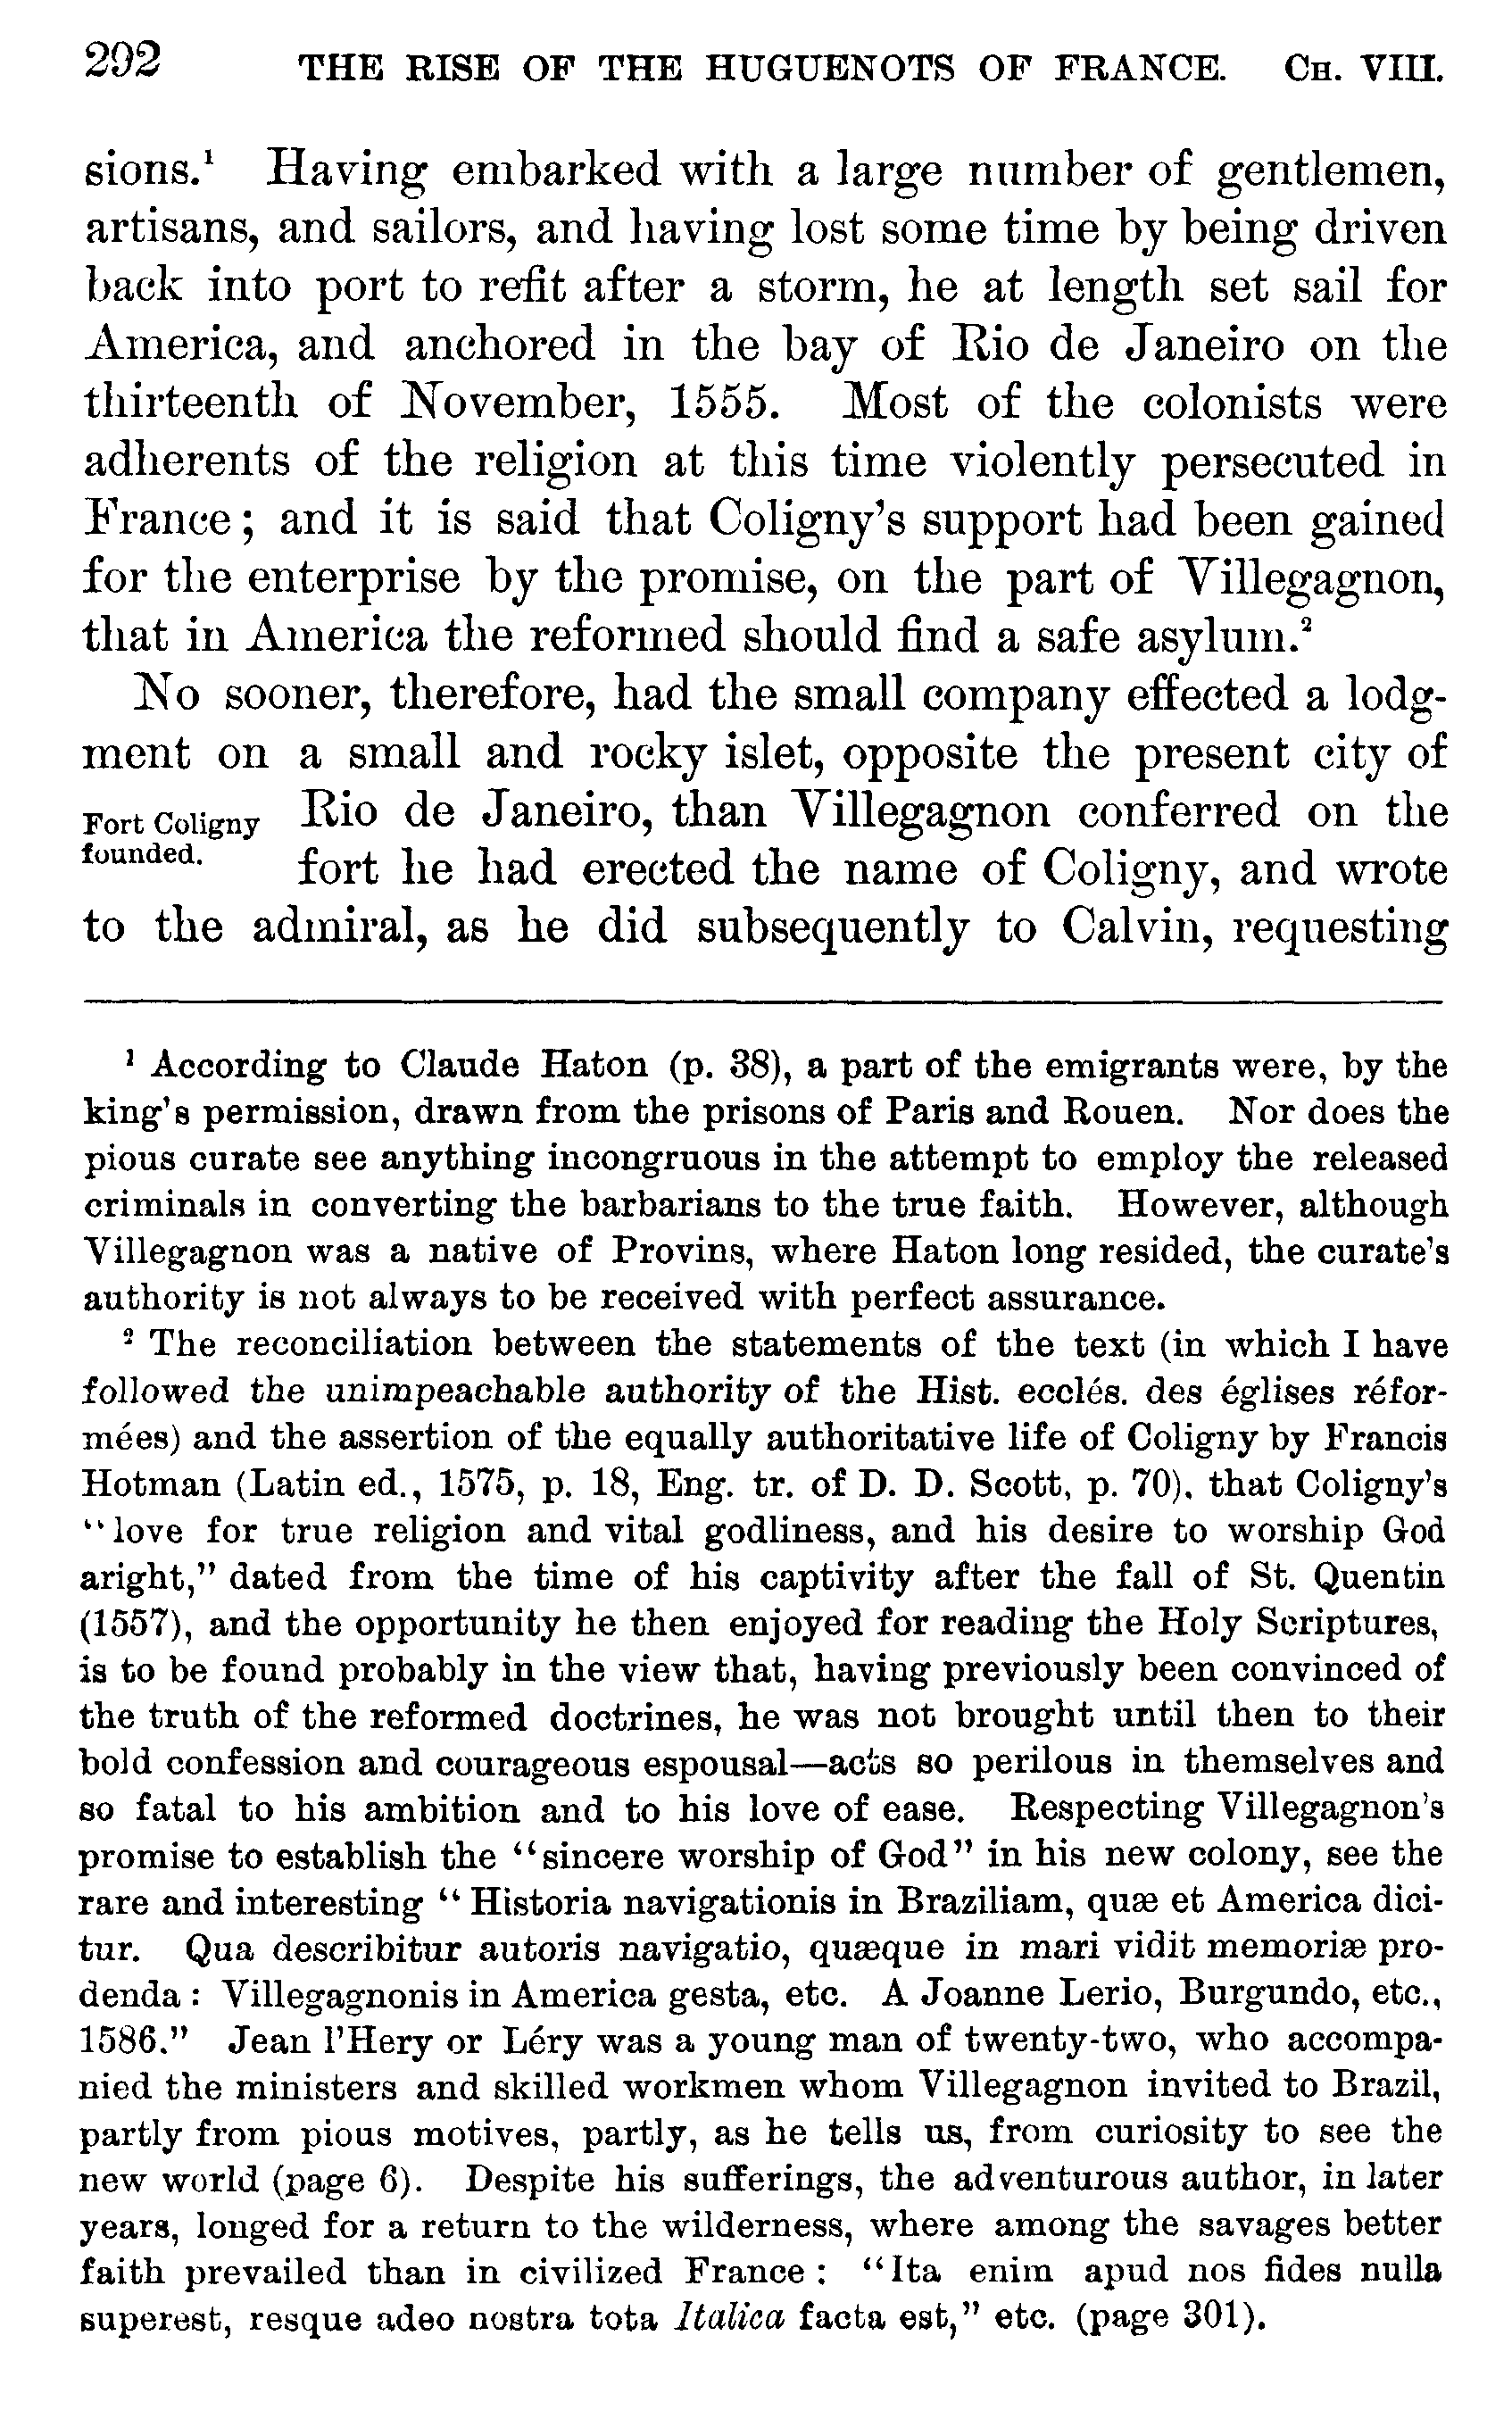 292 THE RISE OF THE HUGUENOTS OF FRANCE. CH. VIII.
sions.¹ Having embarked with a large number of gentlemen,
artisans, and sailors, and having lost some time by being driven
back into port to refit after a storm, he at length set sail for
America, and anchored in the bay of Rio de Janeiro on the
thirteenth of November, 1555. Most of the colonists were
adherents of the religion at this time violently persecuted in
France; and it is said that Coligny's support had been gained
for the enterprise by the promise, on the part of Villegagnon,
that in America the reformed should find a safe asylum.²
No sooner, therefore, had the small company effected a lodg-
ment on a small and rocky islet, opposite the present city of
Fort Coligny founded.
Rio de Janeiro, than Villegagnon conferred on the
fort he had erected the name of Coligny, and wrote
to the admiral, as he did subsequently to Calvin, requesting
¹ According to Claude Haton (p. 38), a part of the emigrants were, by the
king's permission, drawn from the prisons of Paris and Rouen. Nor does the
pious curate see anything incongruous in the attempt to employ the released
criminals in converting the barbarians to the true faith. However, although
Villegagnon was a native of Provins, where Haton long resided, the curate's
authority is not always to be received with perfect assurance.
² The reconciliation between the statements of the text (in which I have
followed the unimpeachable authority of the Hist. ecclés. des églises réfor-
mées) and the assertion of the equally authoritative life of Coligny by Francis
Hotman (Latin ed., 1575, p. 18, Eng. tr. of D. D. Scott, p. 70), that Coligny's
"love for true religion and vital godliness, and his desire to worship God
aright," dated from the time of his captivity after the fall of St. Quentin
(1557), and the opportunity he then enjoyed for reading the Holy Scriptures,
is to be found probably in the view that, having previously been convinced of
the truth of the reformed doctrines, he was not brought until then to their
bold confession and courageous espousal—acts so perilous in themselves and
so fatal to his ambition and to his love of ease. Respecting Villegagnon's
promise to establish the "sincere worship of God" in his new colony, see the
rare and interesting "Historia navigationis in Braziliam, quæ et America dici-
tur. Qua describitur autoris navigatio, quæque in mari vidit memoriæ pro-
denda: Villegagnonis in America gesta, etc. A Joanne Lerio, Burgundo, etc.,
1586." Jean l'Hery or Léry was a young man of twenty-two, who accompa-
nied the ministers and skilled workmen whom Villegagnon invited to Brazil,
partly from pious motives, partly, as he tells us, from curiosity to see the
new world (page 6). Despite his sufferings, the adventurous author, in later
years, longed for a return to the wilderness, where among the savages better
faith prevailed than in civilized France: "Ita enim apud nos fides nulla
superest, resque adeo nostra tota Italica facta est," etc. (page 301).